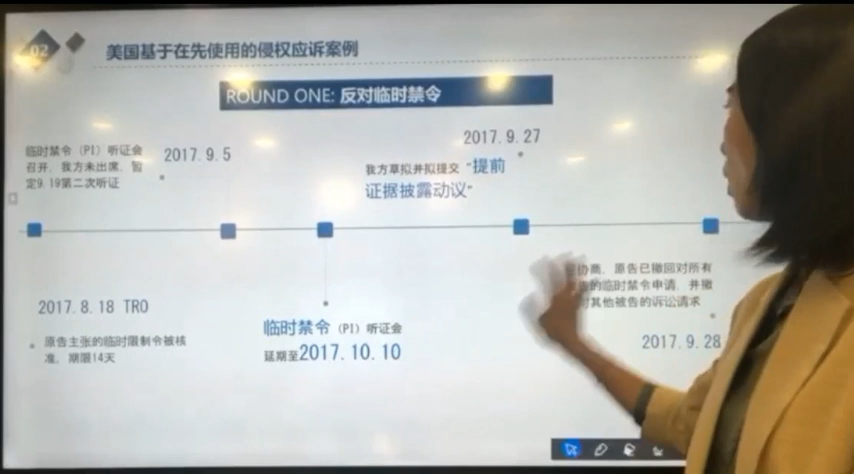 02
美国基于在先使用的侵权应诉案例
ROUND ONE: 反对临时禁令
临时禁令（PI）听证会
召开，我方未出席，暂
定9.19第二次听证
2017.9.5
2017.9.27
我方草拟并拟提交“提前
证据披露动议”
2017.8.18 TRO
原告主张的临时限制令被核
准，期限14天
临时禁令（PI）听证会
延期至2017.10.10
协商，原告已撤回对所有
的临时禁令申请，并撤
对其他被告的诉讼请求
2017.9.28